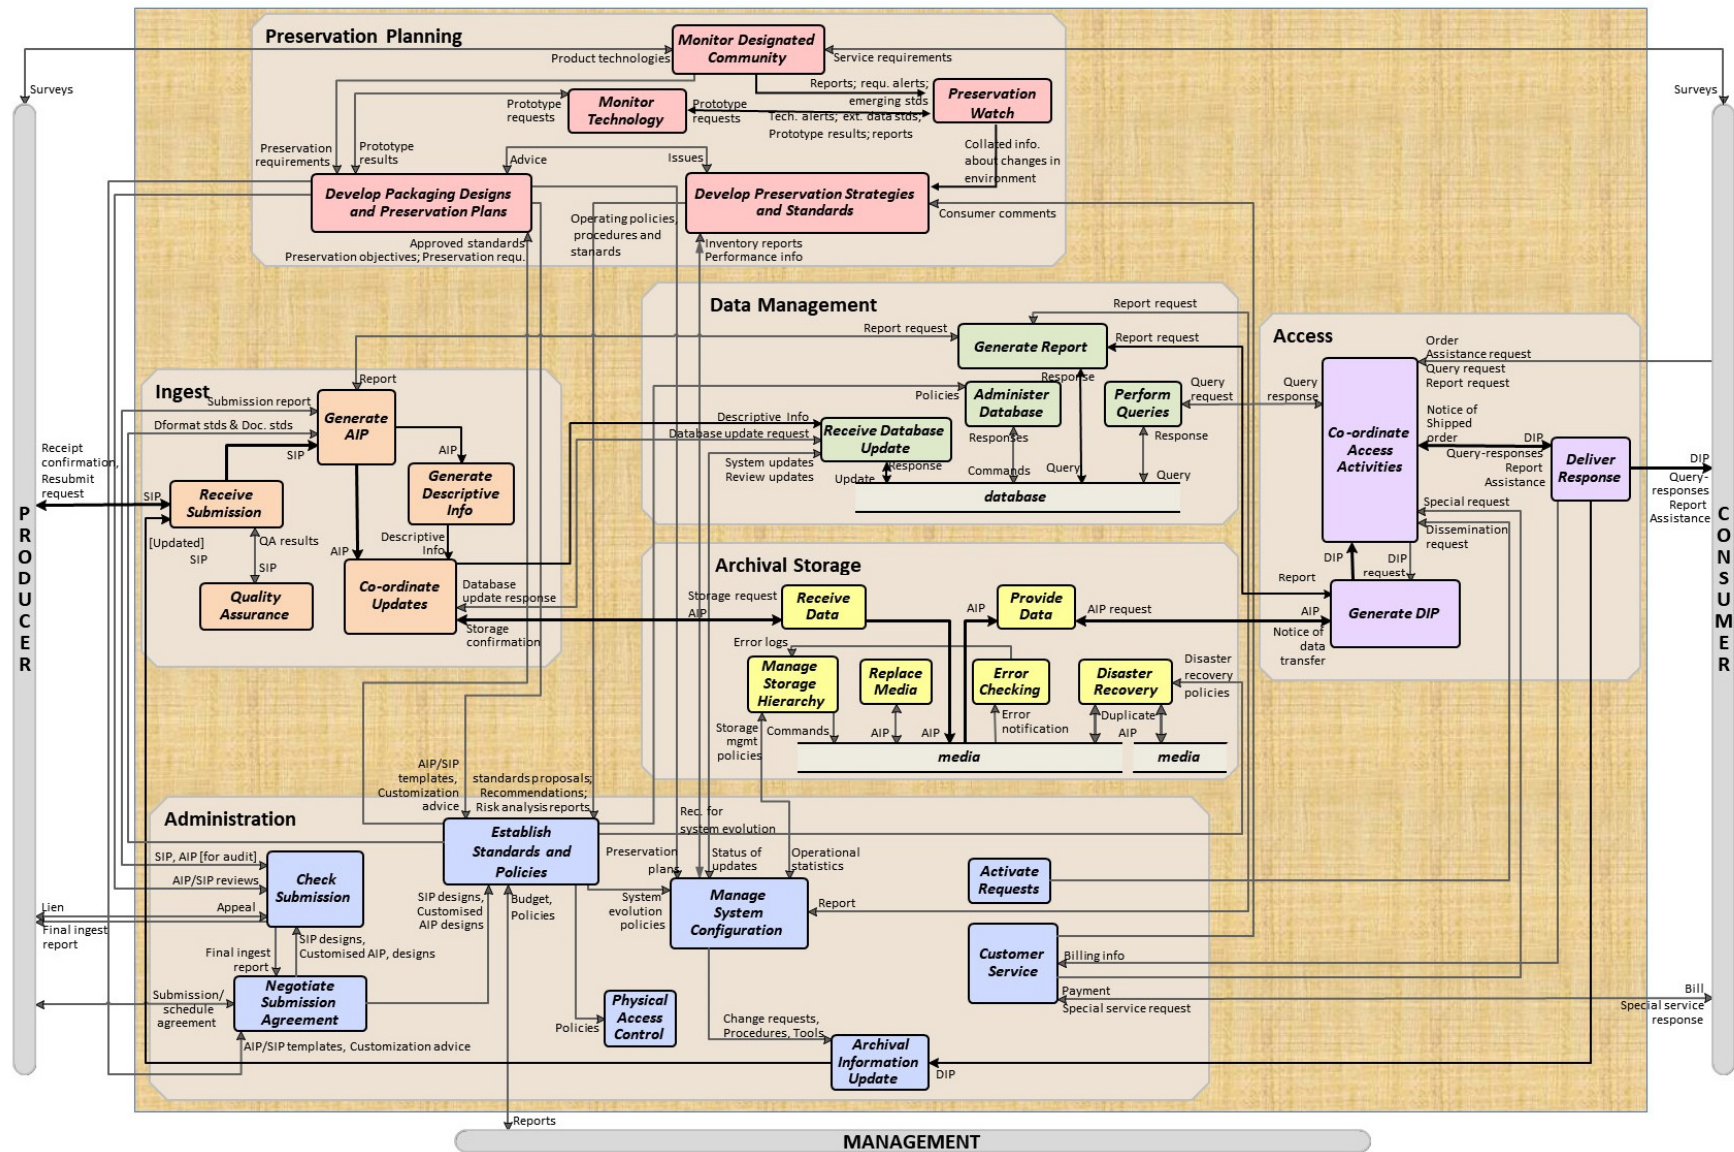 Preservation Planning
Monitor Designated
Community
Product technologies
Service requirements
Surveys
Surveys
Reports; requ. alerts;
emerging stds
Preservation
Watch
Monitor
Technology
Prototype
requests
Prototype
requests
Tech. alerts; ext. data stds;
Prototype results; reports
Preservation
requirements
Prototype
results
Advice
Issues
Collated info.
about changes in
environment
Develop Packaging Designs
and Preservation Plans
Develop Preservation Strategies
and Standards
Operating policies,
procedures and
stanards
Consumer comments
Approved standards
Preservation objectives; Preservation requ.
Inventory reports
Performance info
Data Management
Report request
Report request
Generate Report
Report request
Response
Policies
Administer
Database
Perform
Queries
Query
request
Descriptive Info
Database update request
Receive Database
Update
Responses
Response
System updates
Review updates
Response
Update
Commands
Query
Query
database
Access
Order
Assistance request
Query request
Report request
Query
response
Co-ordinate
Access
Activities
Notice of
Shipped
order
DIP
Query-responses
Report
Assistance
Deliver
Response
DIP
Query-
responses
Report
Assistance
Special request
Dissemination
request
DIP
DIP
request
Report
Generate DIP
AIP
Notice of
data
transfer
Ingest
Report
Submission report
Dformat stds & Doc. stds
Generate
AIP
SIP
AIP
Generate
Descriptive
Info
Receipt
confirmation,
Resubmit
request
SIP
Receive
Submission
[Updated]
SIP
QA results
SIP
Quality
Assurance
AIP
Descriptive
Info
Co-ordinate
Updates
Database
update response
Storage
confirmation
Archival Storage
Storage request
AIP
Receive
Data
AIP
Provide
Data
AIP request
Error logs
Manage
Storage
Hierarchy
Replace
Media
Error
Checking
Disaster
Recovery
Disaster
recovery
policies
Storage
mgmt
policies
Commands
AIP
AIP
Error
notification
Duplicate
AIP
media
media
Administration
AIP/SIP
templates,
Customization
advice
standards proposals;
Recommendations;
Risk analysis reports
Rec. for
system evolution
Establish
Standards and
Policies
Preservation
plans
Status of
updates
Operational
statistics
SIP, AIP [for audit]
AIP/SIP reviews
Check
Submission
Lien
Appeal
Final ingest
report
SIP designs,
Customised AIP, designs
Final ingest
report
SIP designs,
Customised
AIP designs
Budget,
Policies
System
evolution
policies
Manage
System
Configuration
Report
Activate
Requests
Customer
Service
Billing info
Payment
Special service request
Bill
Special service
response
Submission/
schedule
agreement
Negotiate
Submission
Agreement
AIP/SIP templates, Customization advice
Policies
Physical
Access
Control
Change requests,
Procedures, Tools
Archival
Information
Update
DIP
Reports
PRODUCER
CONSUMER
MANAGEMENT